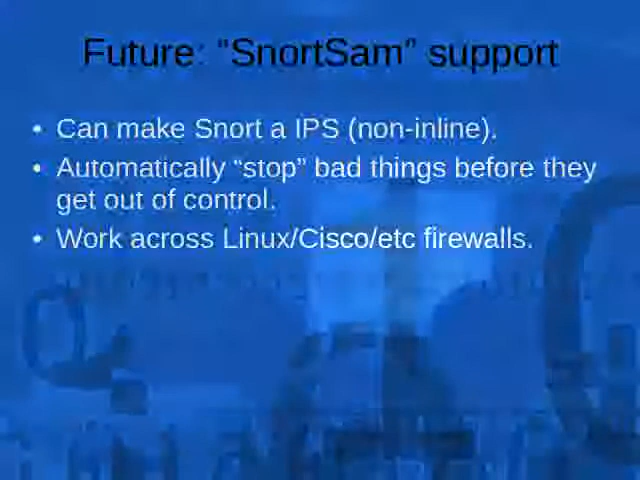 Future: “SnortSam” support
• Can make Snort a IPS (non-inline).
• Automatically “stop” bad things before they
get out of control.
• Work across Linux/Cisco/etc firewalls.